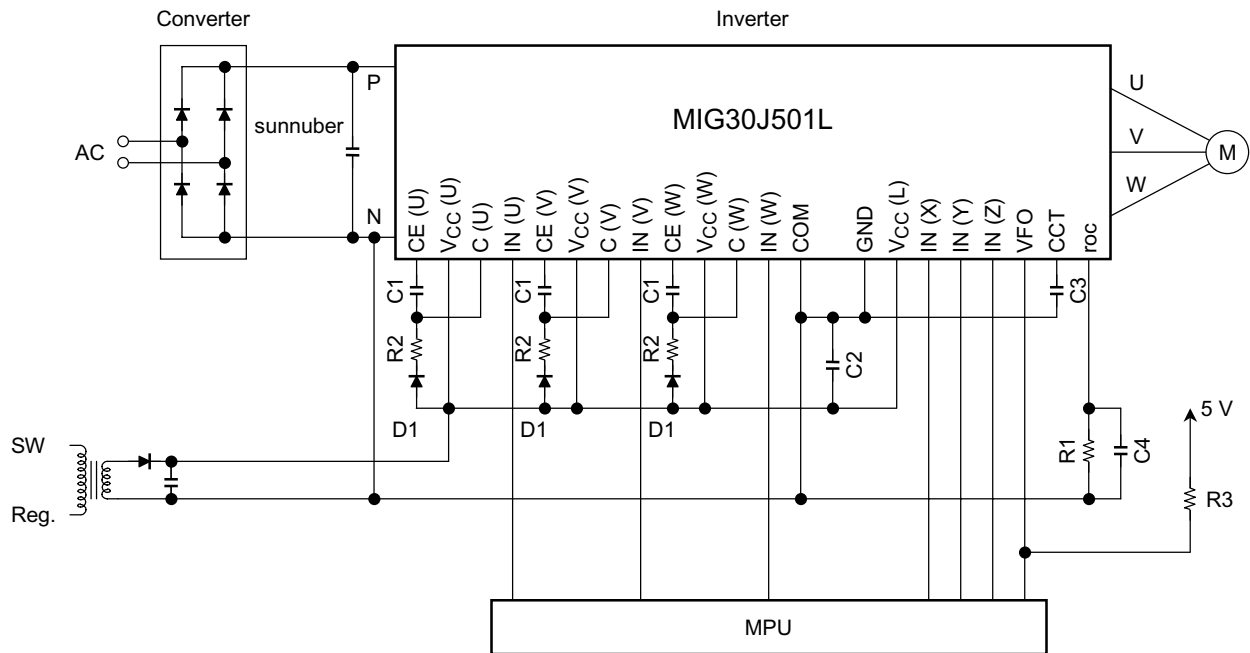 Converter
Inverter
P
sunnuber
AC
N
MIG30J501L
U
V
W
M
CE (U)
VCC (U)
C (U)
IN (U)
CE (V)
VCC (V)
C (V)
IN (V)
CE (W)
VCC (W)
C (W)
IN (W)
COM
GND
VCC (L)
IN (X)
IN (Y)
IN (Z)
VFO
CCT
roc
C1
C1
C1
C3
R2
R2
R2
C2
D1
D1
D1
5 V
SW
R1
C4
R3
Reg.
MPU